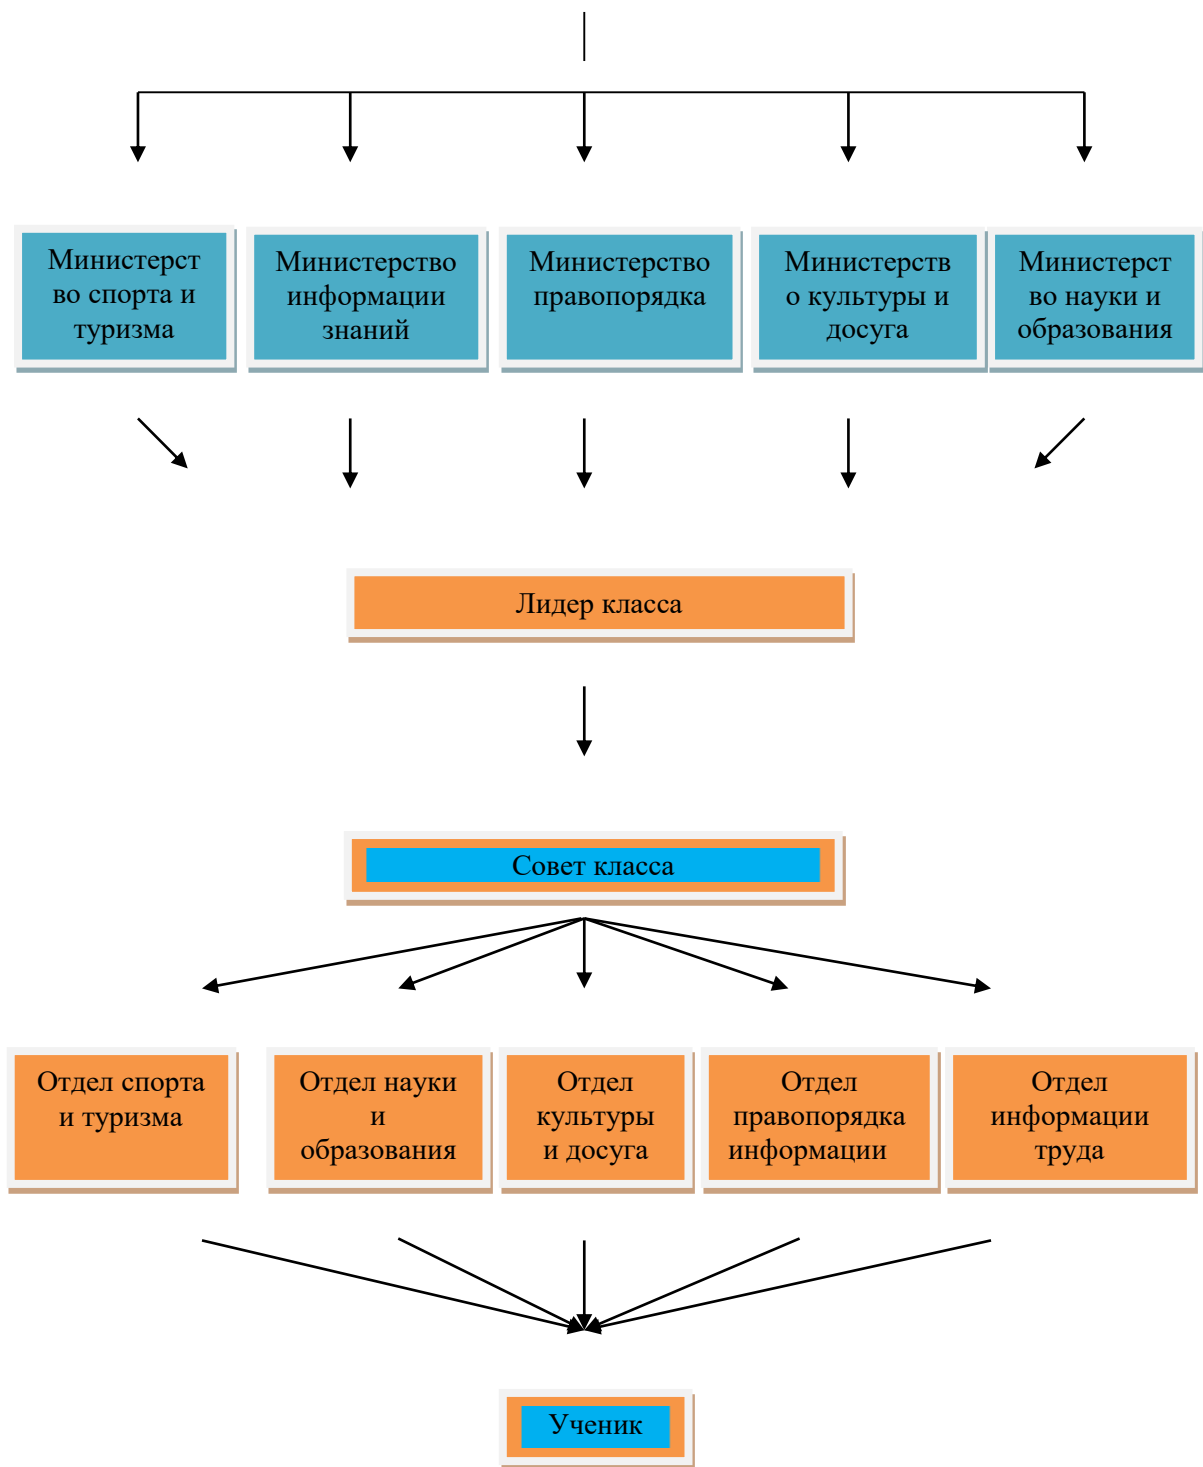 Министерст
во спорта и
туризма
Министерство
информации
знаний
Министерство
правопорядка
Министерств
о культуры и
досуга
Министерст
во науки и
образования
Лидер класса
Совет класса
Отдел спорта
и туризма
Отдел науки
и
образования
Отдел
культуры
и досуга
Отдел
правопорядка
информации
Отдел
информации
труда
Ученик